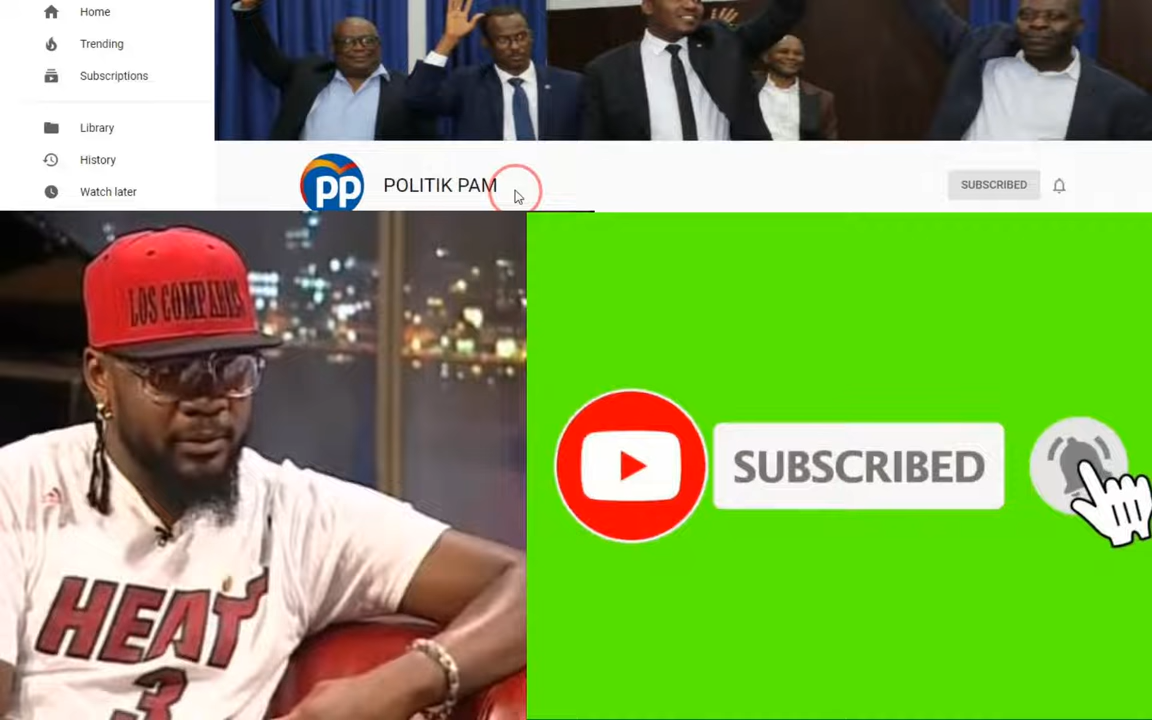 Home
Trending
Subscriptions
Library
History
Watch later
pp
POLITIK PAM
SUBSCRIBED
LOS COMPADRES
SUBSCRIBED
HEAT
3